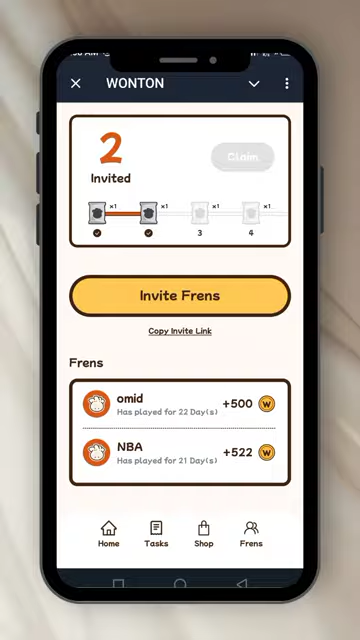 WONTON
2
Invited
Claim
×1 ×1 ×1 ×1
3 4
Invite Frens
Copy Invite Link
Frens
omid
Has played for 22 Day(s)
+500 W
NBA
Has played for 21 Day(s)
+522 W
Home Tasks Shop Frens